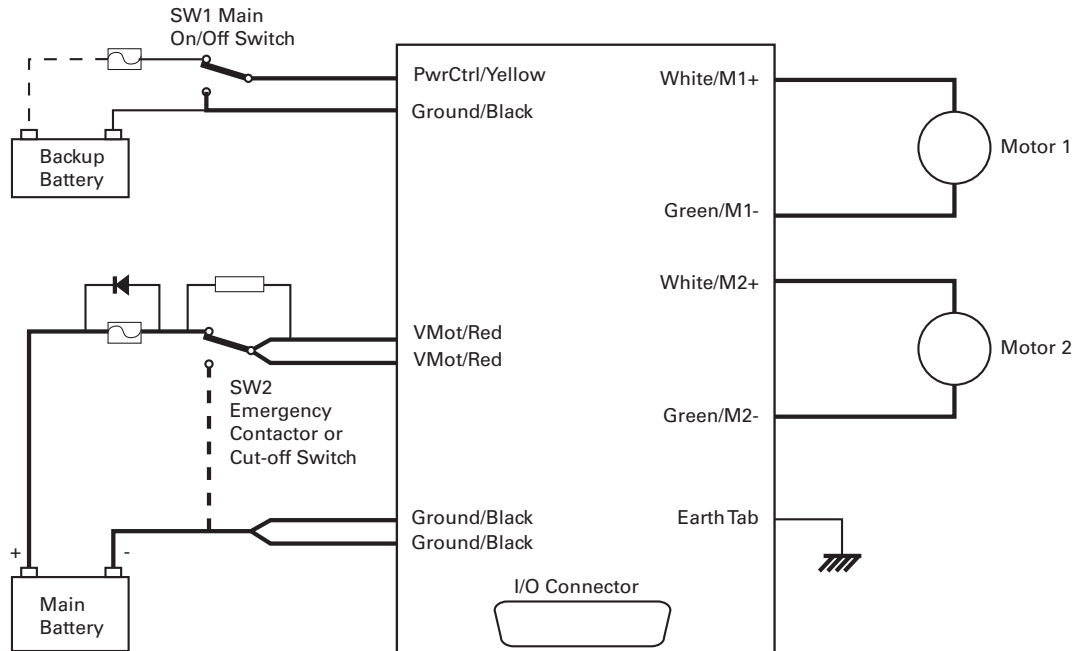 SW1 Main
On/Off Switch
PwrCtrl/Yellow
Ground/Black
Backup
Battery
White/M1+
Motor 1
Green/M1-
White/M2+
Motor 2
Green/M2-
VMot/Red
VMot/Red
SW2
Emergency
Contactor or
Cut-off Switch
Ground/Black
Ground/Black
Earth Tab
I/O Connector
+
-
Main
Battery